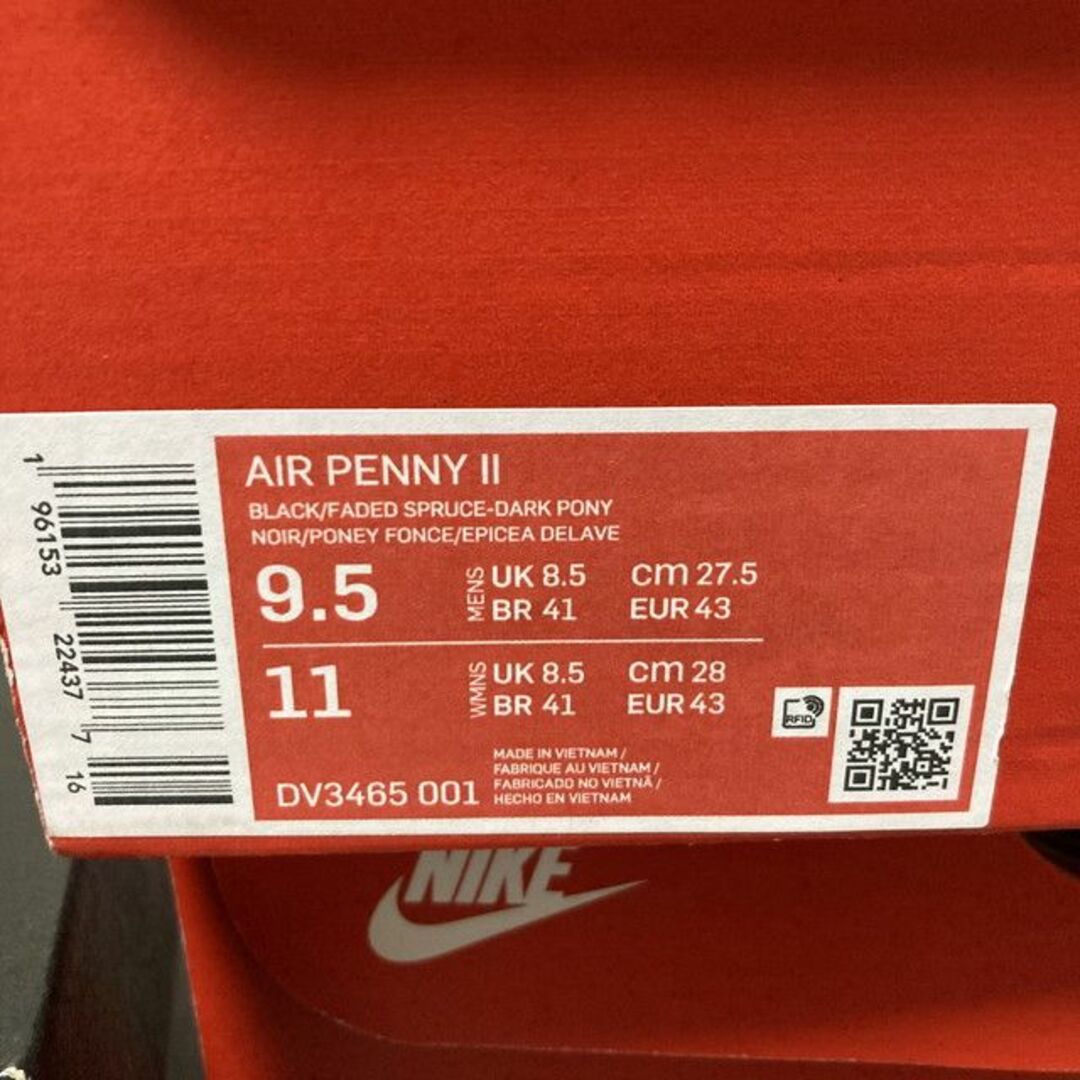 AIR PENNY II
BLACK/FADED SPRUCE-DARK PONY
NOIR/PONEY FONCE/EPICEA DELAVE
9.5 MENS UK 8.5 cm 27.5
BR 41 EUR 43
11 WMNS UK 8.5 cm 28
BR 41 EUR 43
RFID
DV3465 001
MADE IN VIETNAM /
FABRIQUE AU VIETNAM /
FABRICADO NO VIETNÃ /
HECHO EN VIETNAM
1 96153 22437 7 16
NIKE